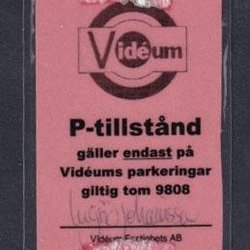 Vidéum
P-tillstånd
gäller endast på
Vidéums parkeringar
giltig tom 9808
Vidéum Fastighets AB